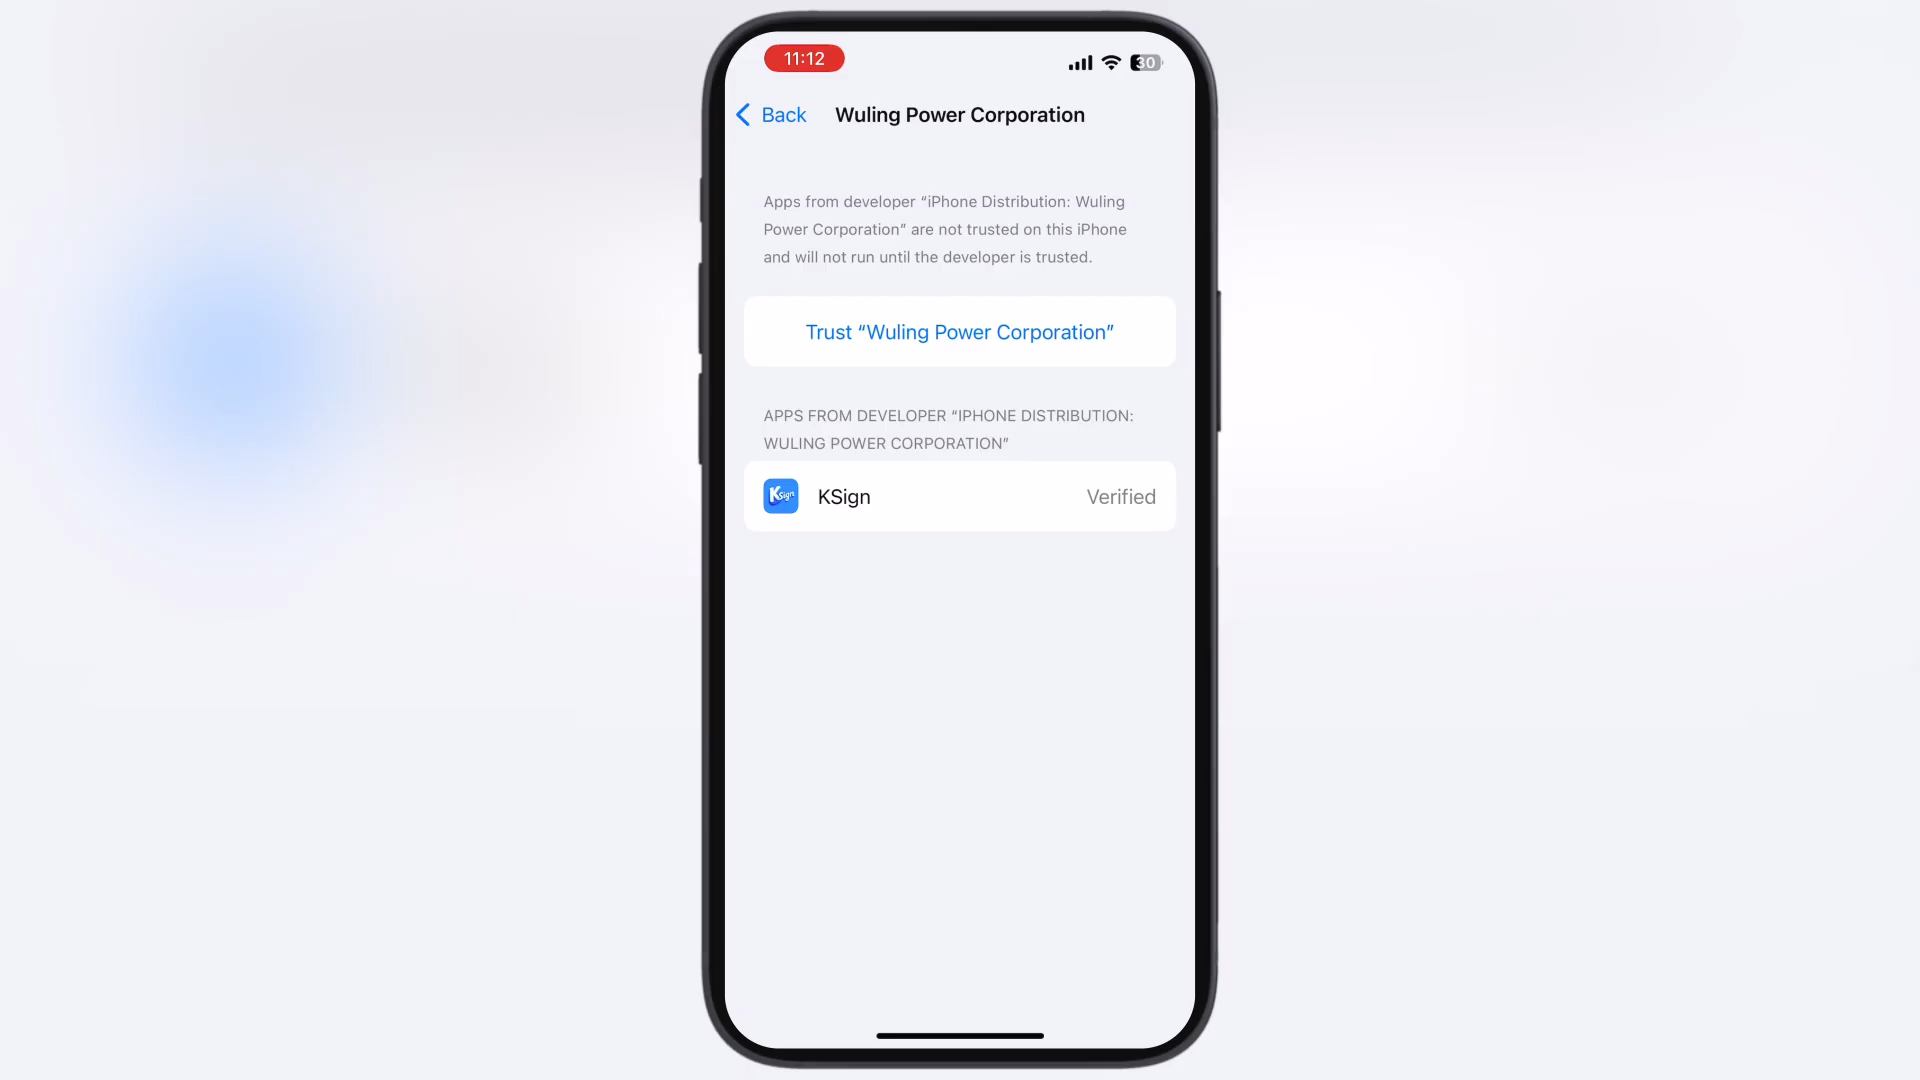 11:12
30
Back
Wuling Power Corporation
Apps from developer “iPhone Distribution: Wuling
Power Corporation” are not trusted on this iPhone
and will not run until the developer is trusted.
Trust “Wuling Power Corporation”
APPS FROM DEVELOPER “IPHONE DISTRIBUTION:
WULING POWER CORPORATION”
Ksign
KSign
Verified